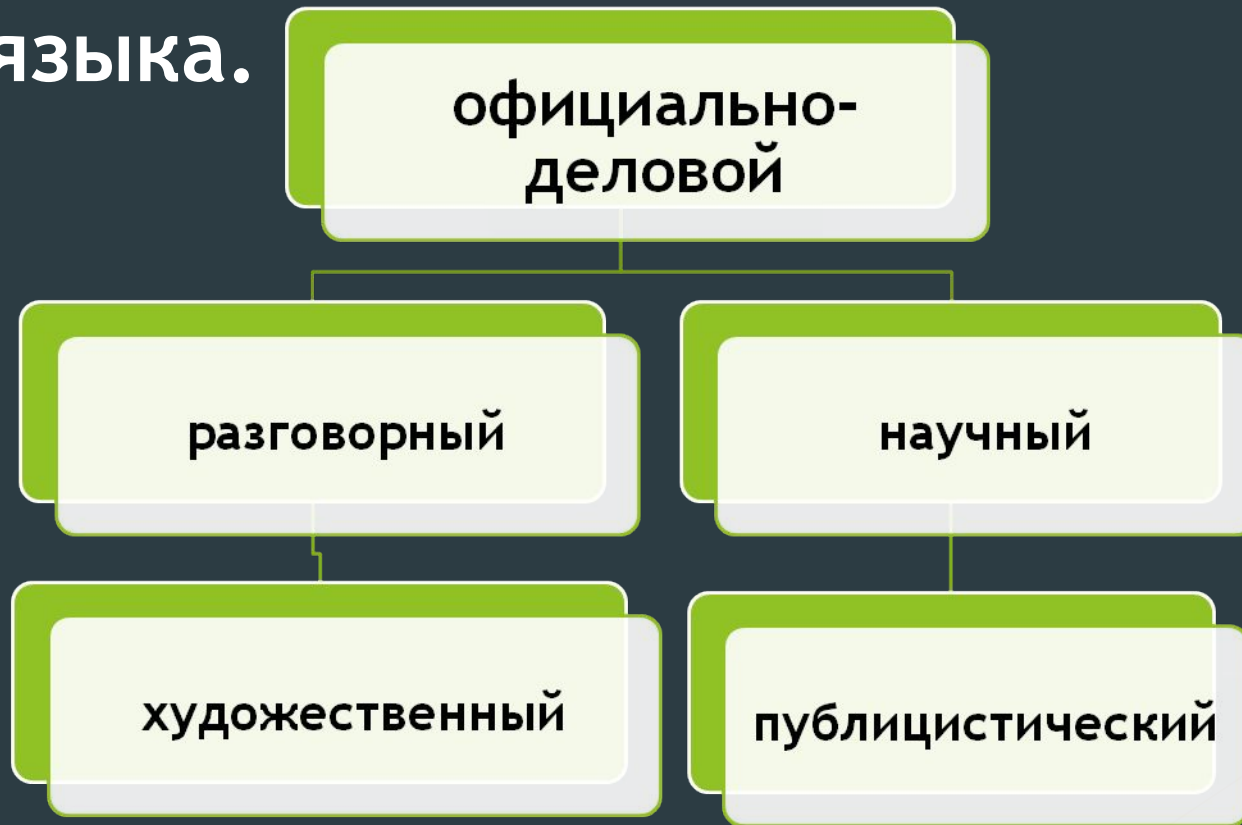 языка.
официально-
деловой
разговорный
научный
художественный
публицистический